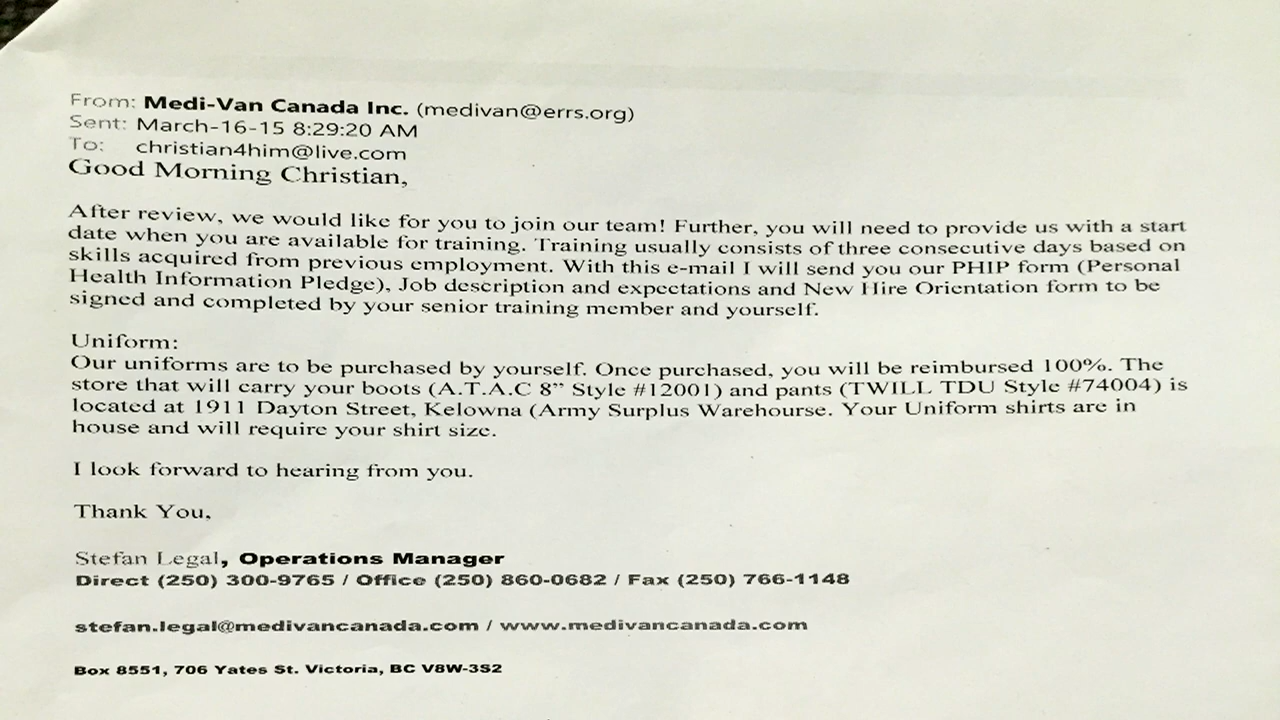 From: Medi-Van Canada Inc. (medivan@errs.org)
Sent: March-16-15 8:29:20 AM
To: christian4him@live.com
Good Morning Christian,
After review, we would like for you to join our team! Further, you will need to provide us with a start
date when you are available for training. Training usually consists of three consecutive days based on
skills acquired from previous employment. With this e-mail I will send you our PHIP form (Personal
Health Information Pledge), Job description and expectations and New Hire Orientation form to be
signed and completed by your senior training member and yourself.
Uniform:
Our uniforms are to be purchased by yourself. Once purchased, you will be reimbursed 100%. The
store that will carry your boots (A.T.A.C 8” Style #12001) and pants (TWILL TDU Style #74004) is
located at 1911 Dayton Street, Kelowna (Army Surplus Warehourse. Your Uniform shirts are in
house and will require your shirt size.
I look forward to hearing from you.
Thank You,
Stefan Legal, Operations Manager
Direct (250) 300-9765 / Office (250) 860-0682 / Fax (250) 766-1148
stefan.legal@medivancanada.com / www.medivancanada.com
Box 8551, 706 Yates St. Victoria, BC V8W-3S2